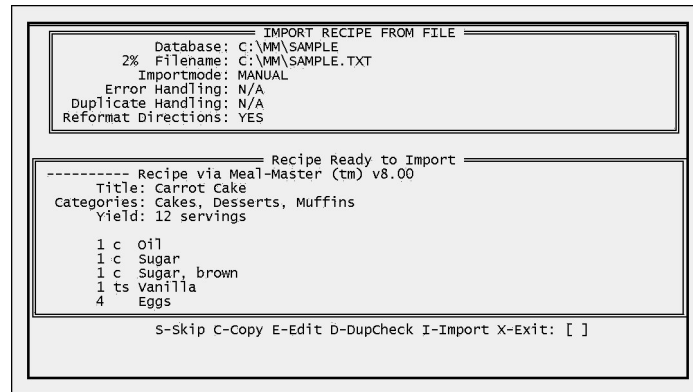 IMPORT RECIPE FROM FILE
Database: C:\MM\SAMPLE
2% Filename: C:\MM\SAMPLE.TXT
Importmode: MANUAL
Error Handling: N/A
Duplicate Handling: N/A
Reformat Directions: YES
Recipe Ready to Import
---------- Recipe via Meal-Master (tm) v8.00
Title: Carrot Cake
Categories: Cakes, Desserts, Muffins
Yield: 12 servings
1 c Oil
1 c Sugar
1 c Sugar, brown
1 ts Vanilla
4 Eggs
S-Skip C-Copy E-Edit D-DupCheck I-Import X-Exit: [ ]